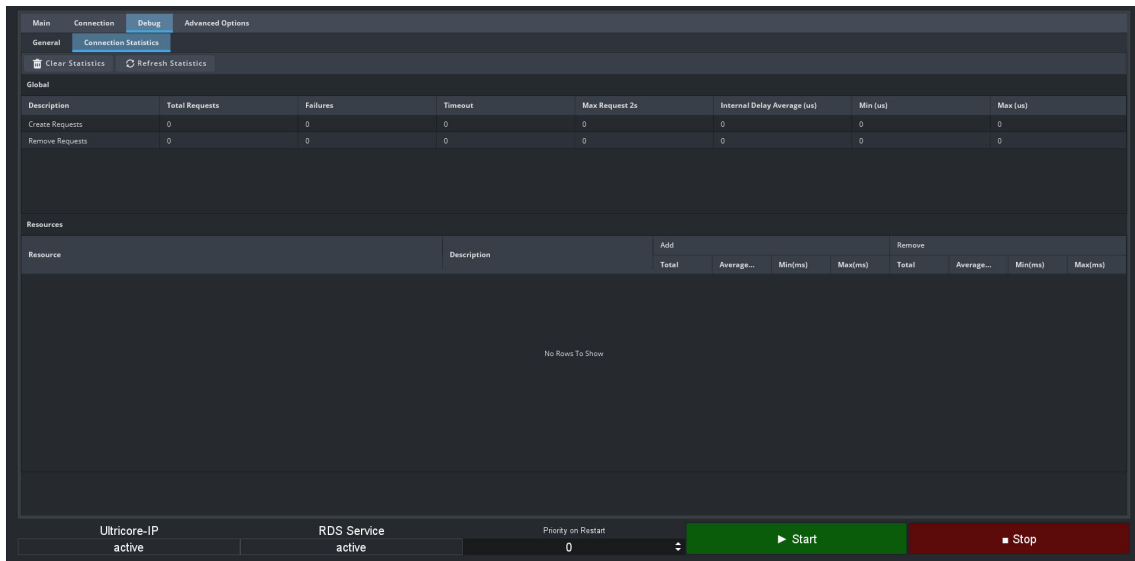 Main Connection Debug Advanced Options
General Connection Statistics
Clear Statistics Refresh Statistics
Global
Description Total Requests Failures Timeout Max Request 2s Internal Delay Average (us) Min (us) Max (us)
Create Requests 0 0 0 0 0 0 0
Remove Requests 0 0 0 0 0 0 0
Resources
Resource Description Add Remove
Total Average... Min(ms) Max(ms) Total Average... Min(ms) Max(ms)
No Rows To Show
Ultricore-IP RDS Service Priority on Restart Start Stop
active active 0